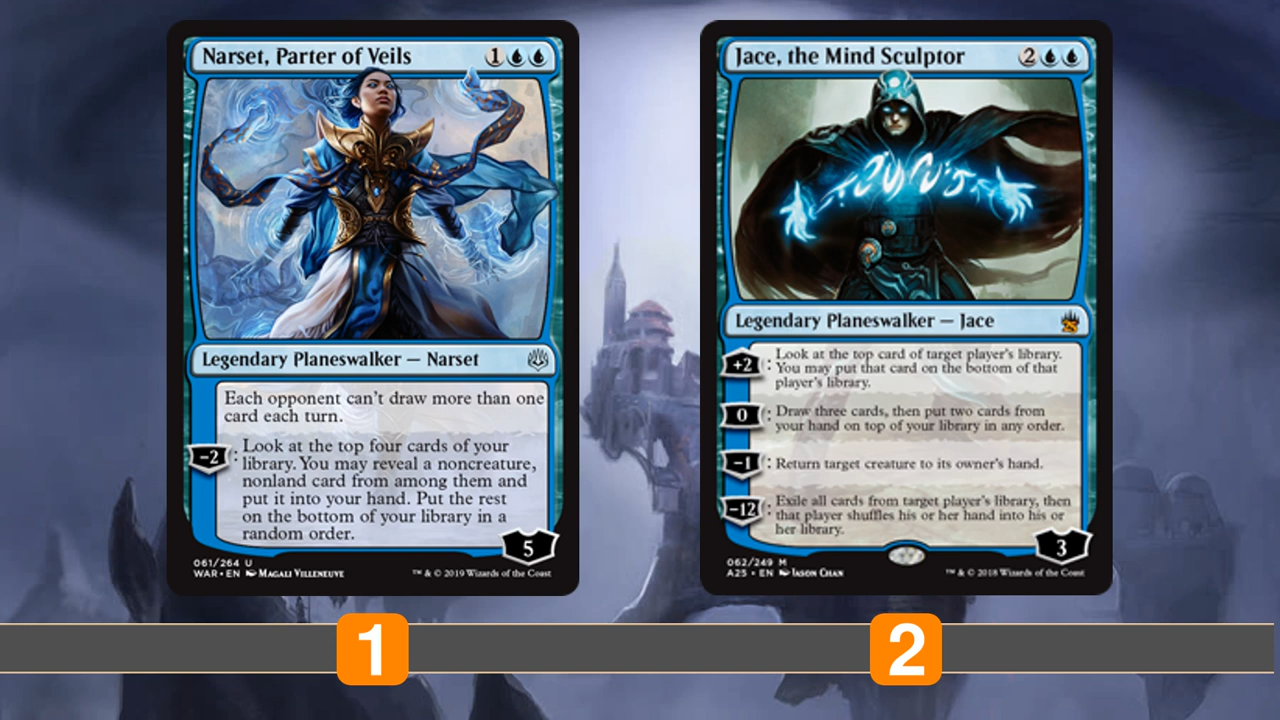 Narset, Parter of Veils
1
Legendary Planeswalker — Narset
Each opponent can't draw more than one
card each turn.
-2 : Look at the top four cards of your
library. You may reveal a noncreature,
nonland card from among them and
put it into your hand. Put the rest
on the bottom of your library in a
random order.
5
061/264 U
WAR • EN Magali Villeneuve
™ & © 2019 Wizards of the Coast
1
Jace, the Mind Sculptor
2
Legendary Planeswalker — Jace
+2 : Look at the top card of target player's library.
You may put that card on the bottom of that
player's library.
0 : Draw three cards, then put two cards from
your hand on top of your library in any order.
-1 : Return target creature to its owner's hand.
-12 : Exile all cards from target player's library, then
that player shuffles his or her hand into his or
her library.
3
062/249 M
A25 • EN Jason Chan
™ & © 2018 Wizards of the Coast
2